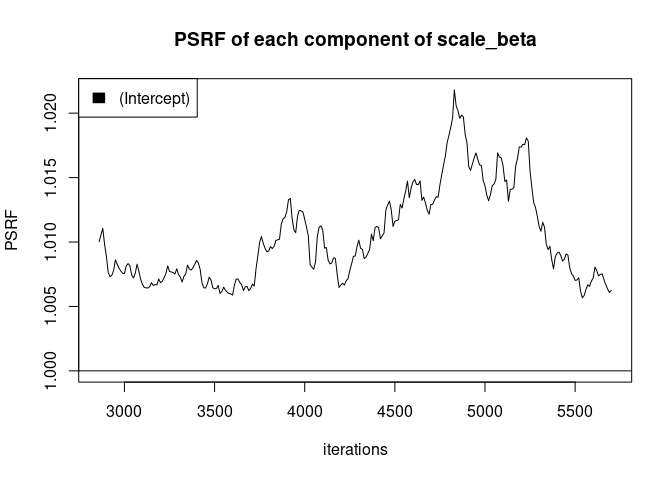 PSRF of each component of scale_beta
(Intercept)
PSRF
1.020
1.015
1.010
1.005
1.000
3000 3500 4000 4500 5000 5500
iterations